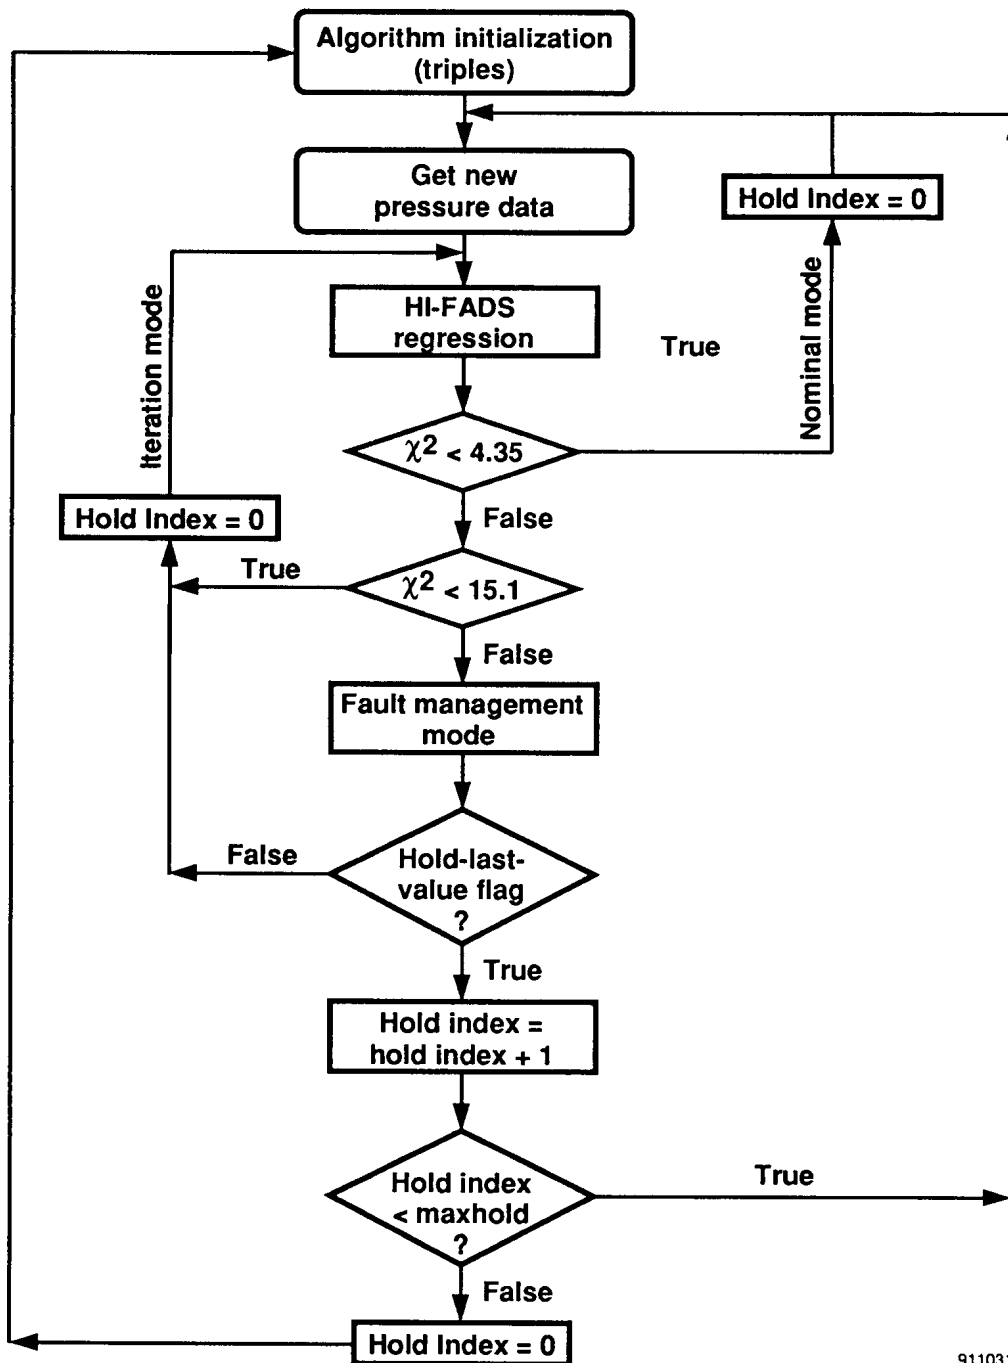 Algorithm initialization
(triples)
Get new
pressure data
Hold Index = 0
Nominal mode
Iteration mode
HI-FADS
regression
True
χ2 < 4.35
False
Hold Index = 0
True
χ2 < 15.1
False
Fault management
mode
False
Hold-last-
value flag
?
True
Hold index =
hold index + 1
Hold index
< maxhold
?
True
False
Hold Index = 0